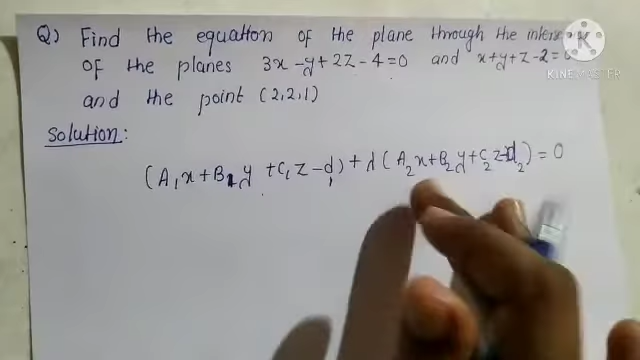 Q) Find the equation of the plane through the
of the planes 3x-y+2z-4=0 and x+y+z-2=0
KINEMASTER
and the point (2,2,1)
Solution:
(A₁x+B₁y+C₁z-d₁)+λ(A₂x+B₂y+C₂z-d₂)=0